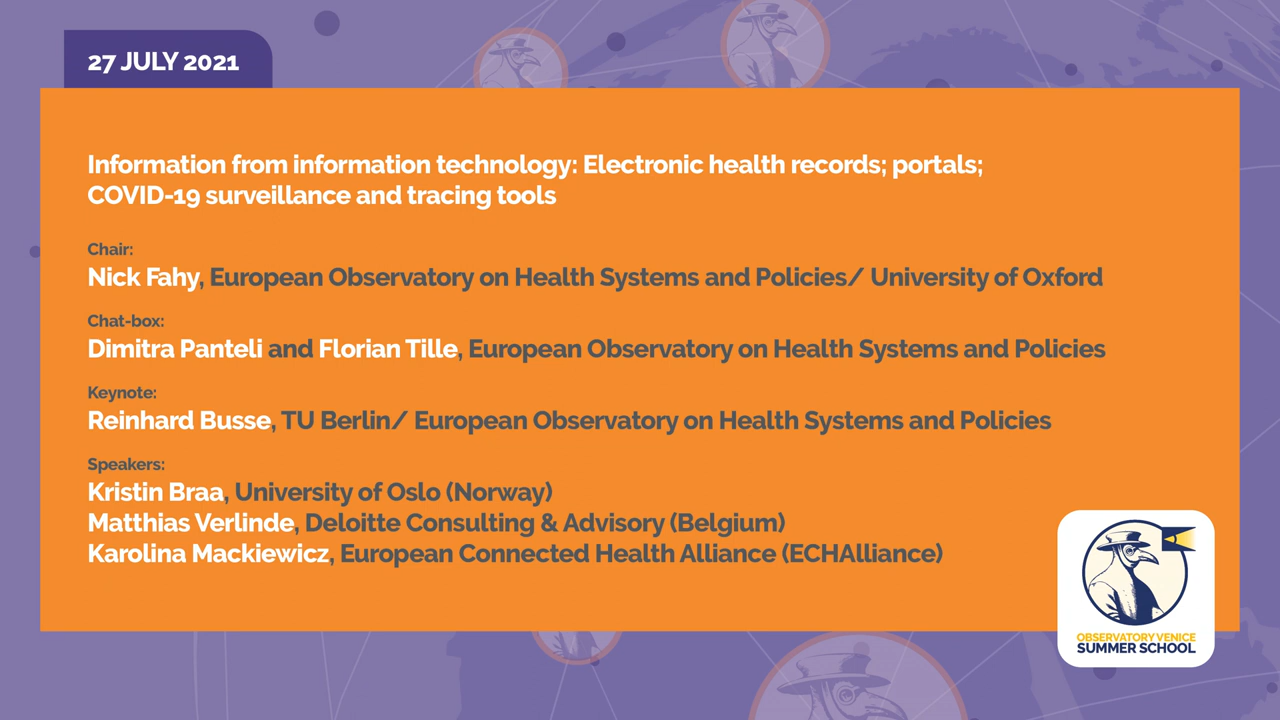 27 JULY 2021
Information from information technology: Electronic health records; portals;
COVID-19 surveillance and tracing tools
Chair:
Nick Fahy, European Observatory on Health Systems and Policies/ University of Oxford
Chat-box:
Dimitra Panteli and Florian Tille, European Observatory on Health Systems and Policies
Keynote:
Reinhard Busse, TU Berlin/ European Observatory on Health Systems and Policies
Speakers:
Kristin Braa, University of Oslo (Norway)
Matthias Verlinde, Deloitte Consulting & Advisory (Belgium)
Karolina Mackiewicz, European Connected Health Alliance (ECHAlliance)
OBSERVATORY VENICE
SUMMER SCHOOL